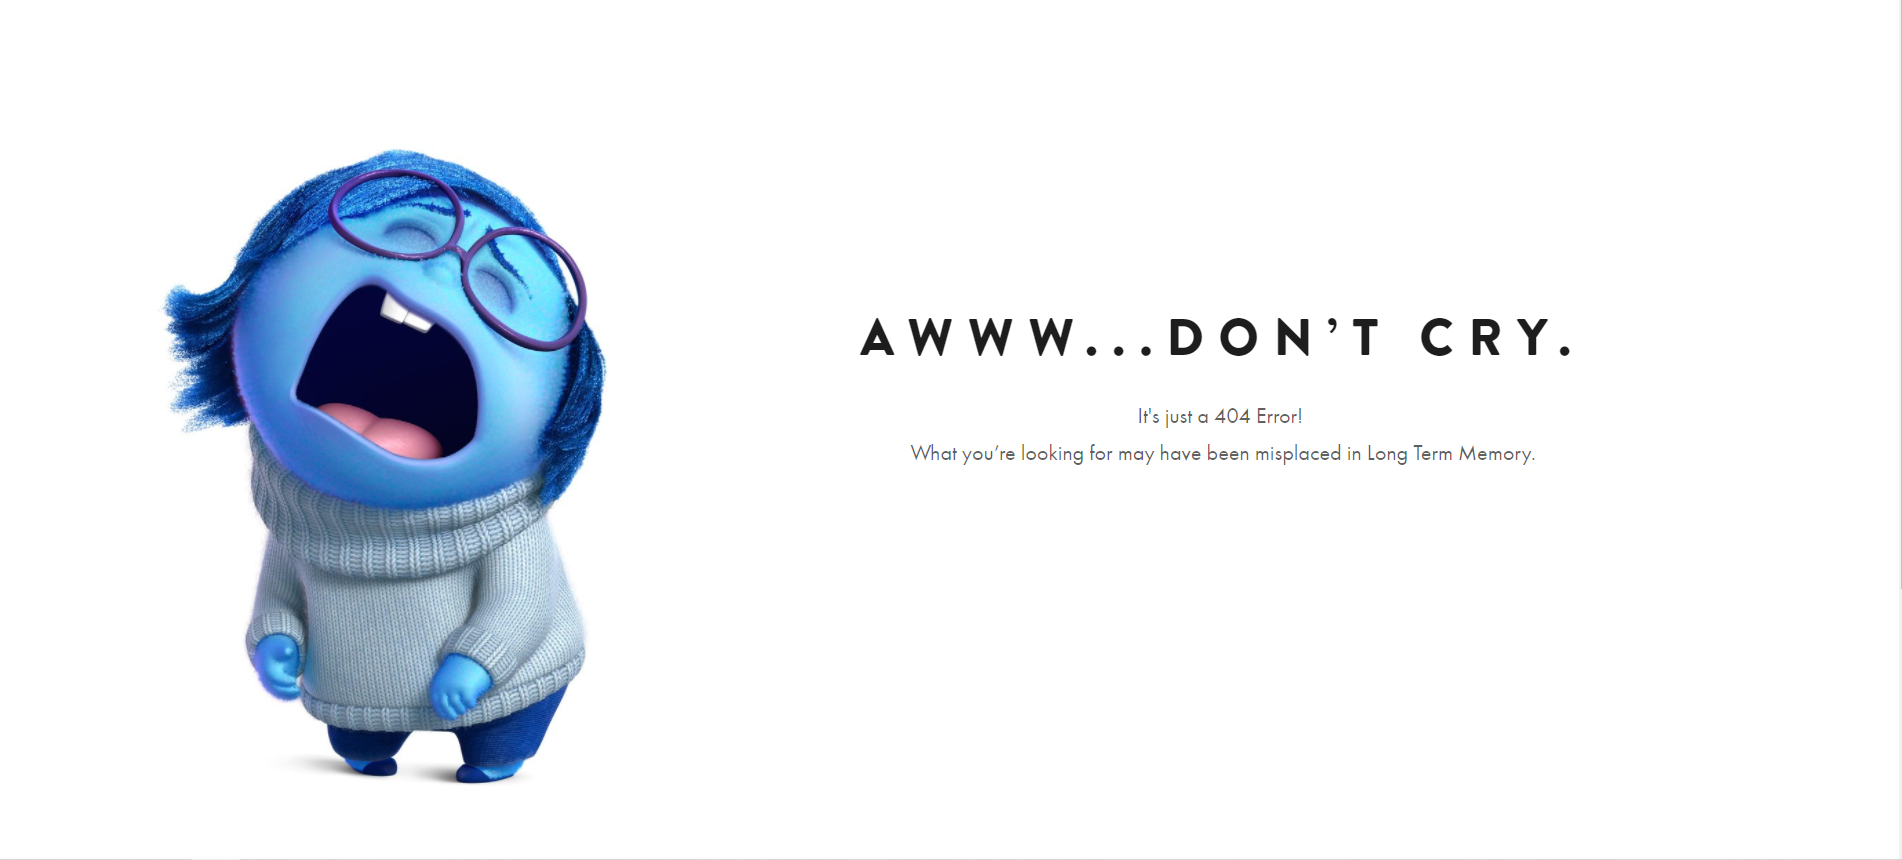 AWWW...DON’T CRY.
It's just a 404 Error!
What you’re looking for may have been misplaced in Long Term Memory.